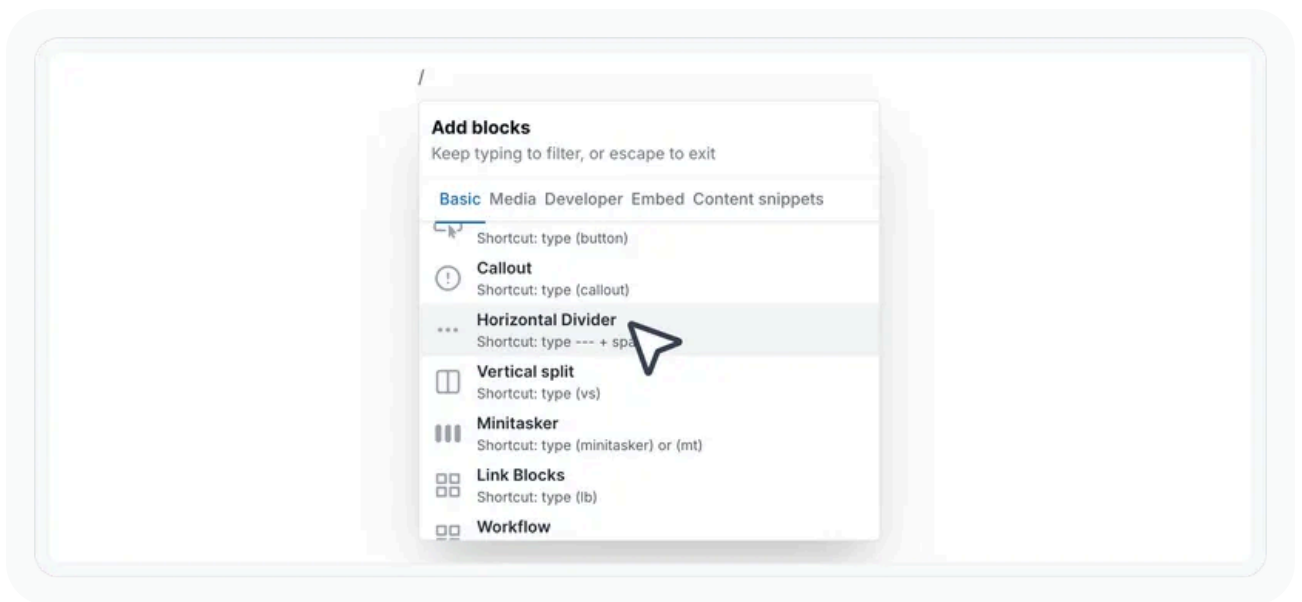 /
Add blocks
Keep typing to filter, or escape to exit
Basic Media Developer Embed Content snippets
Shortcut: type (button)
Callout
Shortcut: type (callout)
Horizontal Divider
Shortcut: type --- +
Vertical split
Shortcut: type (vs)
Minitasker
Shortcut: type (minitasker) or (mt)
Link Blocks
Shortcut: type (lb)
Workflow